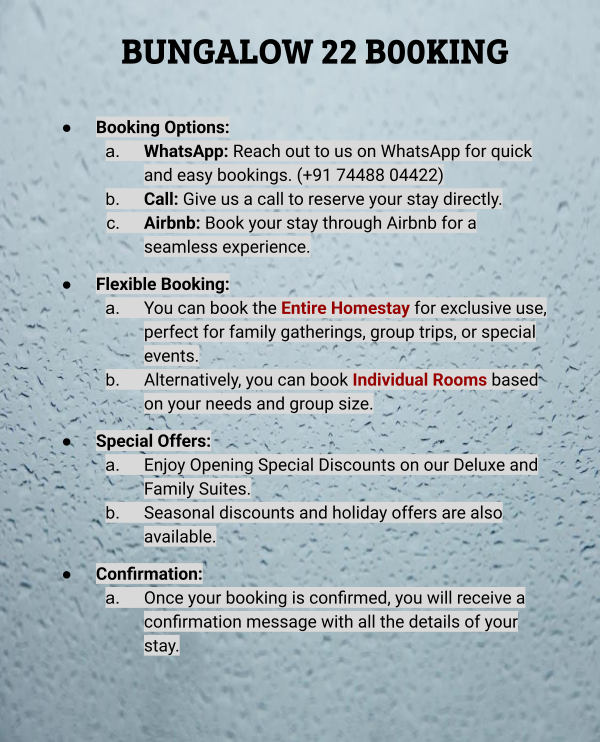 BUNGALOW 22 B00KING
● Booking Options:
a. WhatsApp: Reach out to us on WhatsApp for quick
and easy bookings. (+91 74488 04422)
b. Call: Give us a call to reserve your stay directly.
c. Airbnb: Book your stay through Airbnb for a
seamless experience.
● Flexible Booking:
a. You can book the Entire Homestay for exclusive use,
perfect for family gatherings, group trips, or special
events.
b. Alternatively, you can book Individual Rooms based
on your needs and group size.
● Special Offers:
a. Enjoy Opening Special Discounts on our Deluxe and
Family Suites.
b. Seasonal discounts and holiday offers are also
available.
● Confirmation:
a. Once your booking is confirmed, you will receive a
confirmation message with all the details of your
stay.